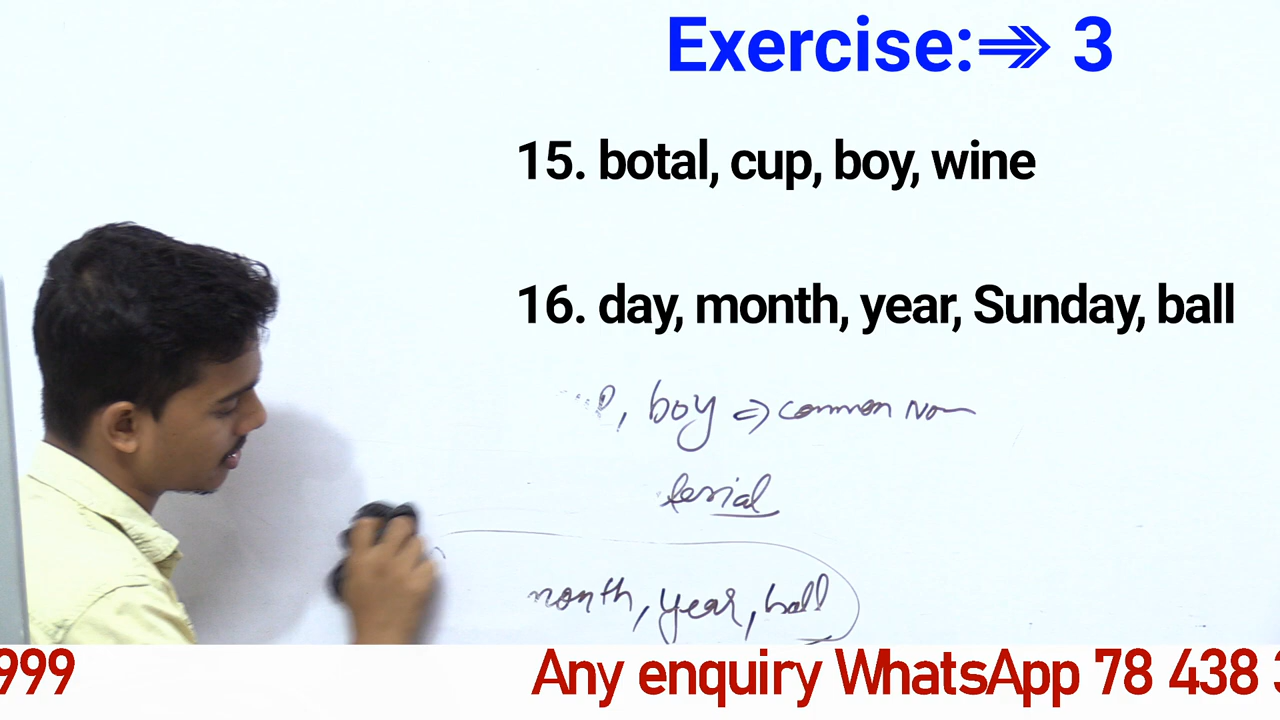 Exercise:⇒ 3
15. botal, cup, boy, wine
16. day, month, year, Sunday, ball
boy ⇒ common
month, year, ball
999 Any enquiry WhatsApp 78 438